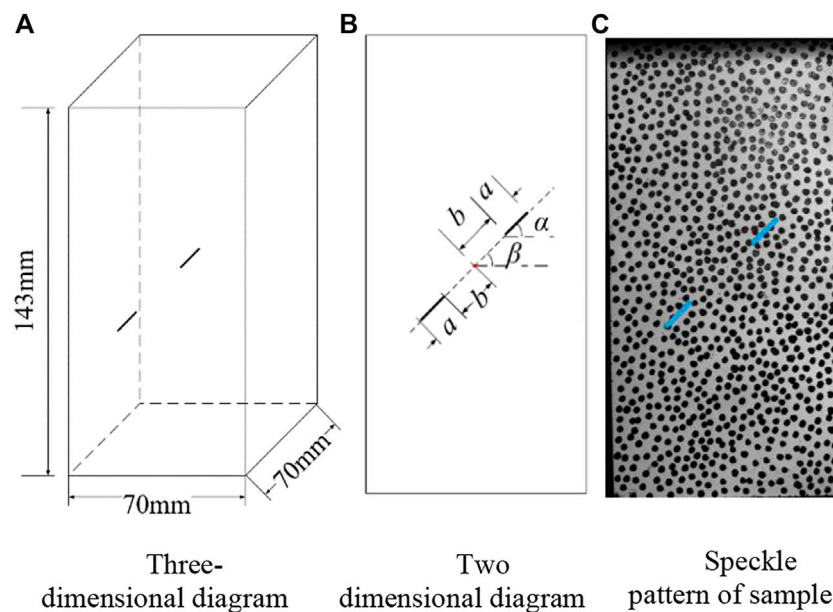 A
B
C
143mm
70mm
70mm
a
b
α
β
b
a
Three-
dimensional diagram
Two
dimensional diagram
Speckle
pattern of sample